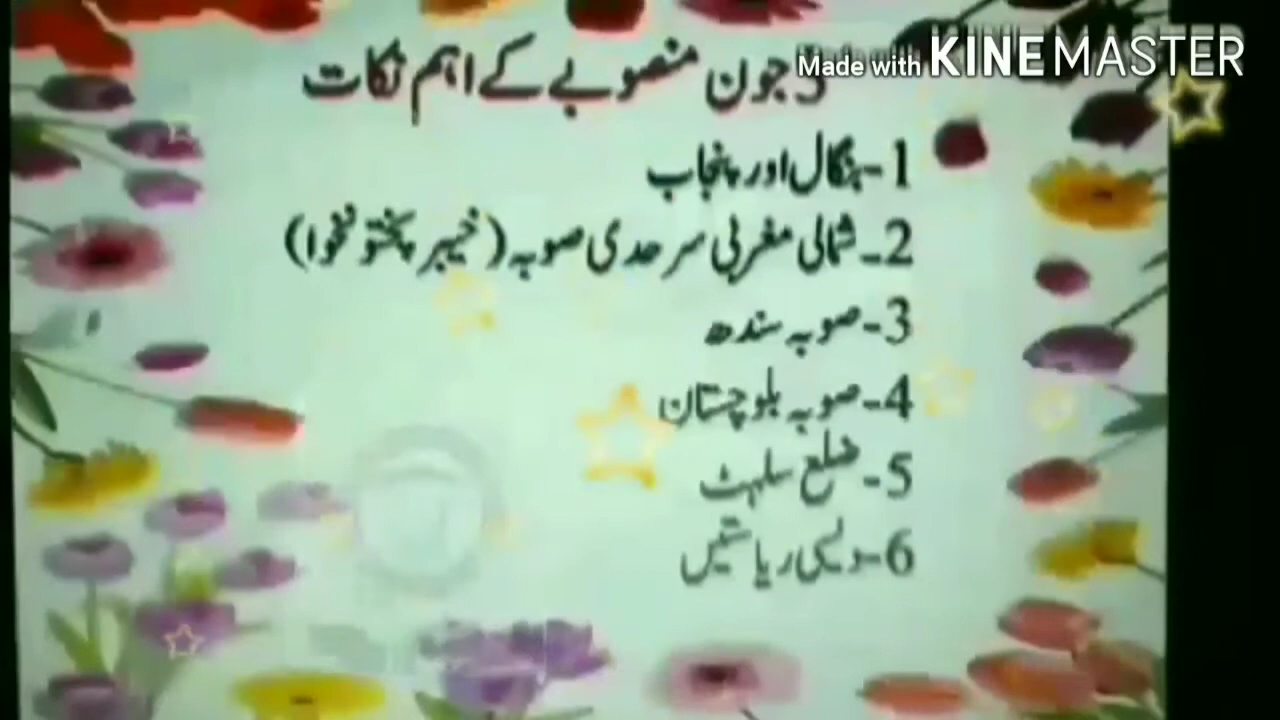 Made with KINEMASTER
3 جون منصوبے کے اہم نکات
1-بنگال اور پنجاب
2-شمالی مغربی سرحدی صوبہ (خیبر پختونخوا)
3-صوبہ سندھ
4-صوبہ بلوچستان
5-ضلع سلہٹ
6-دیسی ریاستیں